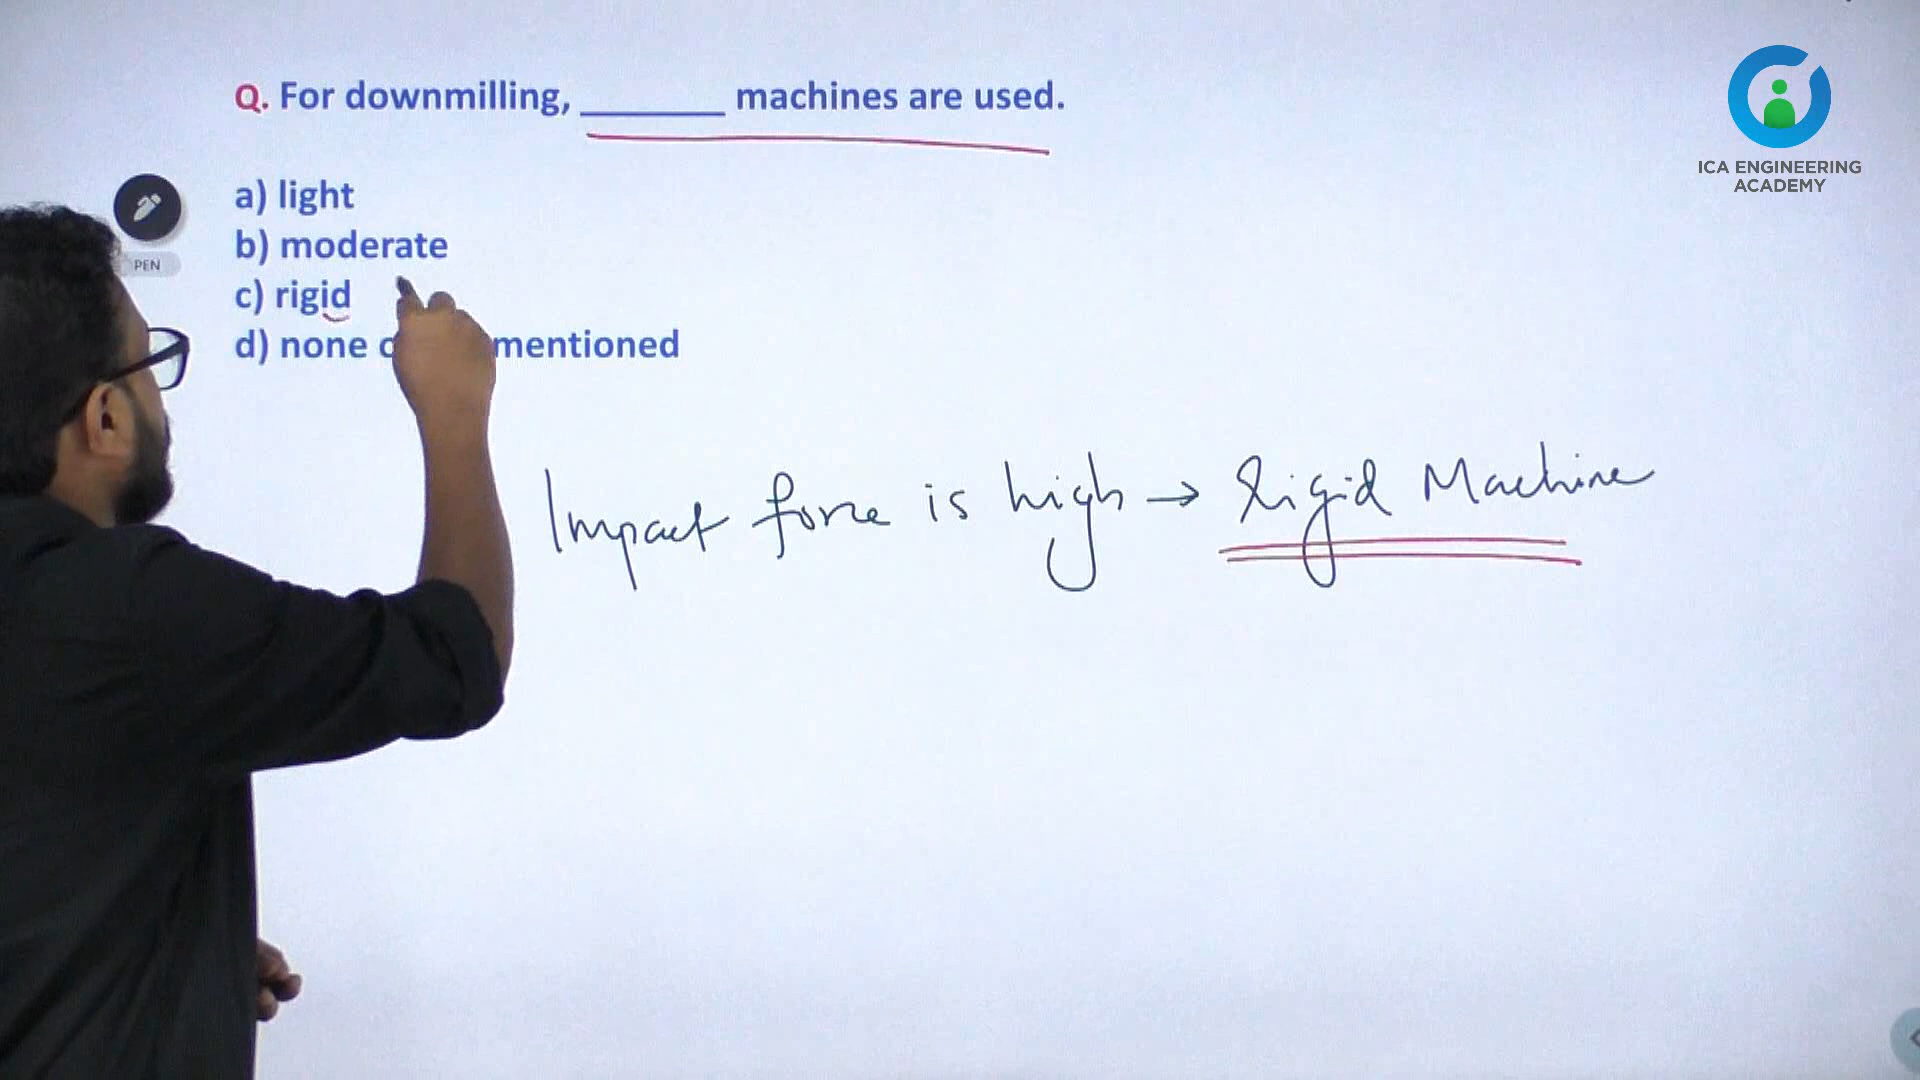 Q. For downmilling, ______ machines are used.
a) light
b) moderate
c) rigid
d) none mentioned
PEN
Impact force is high → Rigid Machine
ICA ENGINEERING
ACADEMY